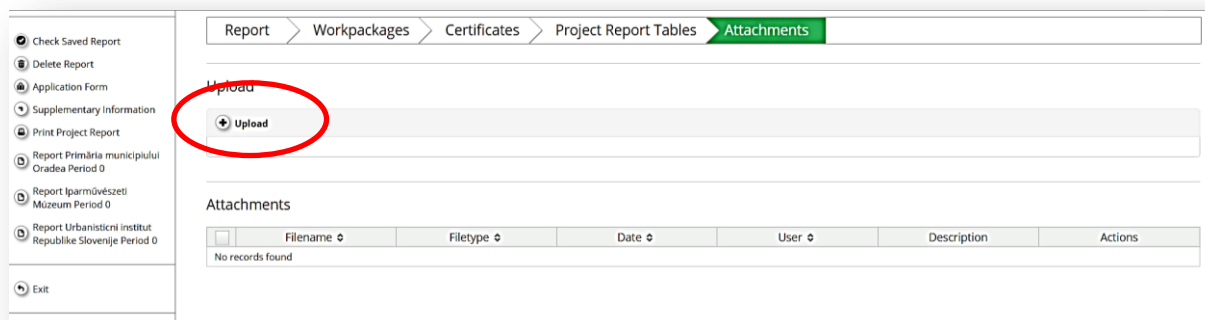 Check Saved Report
Delete Report
Application Form
Supplementary Information
Print Project Report
Report Primăria municipiului
Oradea Period 0
Report Iparművészeti
Múzeum Period 0
Report Urbanisticni institut
Republike Slovenije Period 0
Exit
Report Workpackages Certificates Project Report Tables Attachments
Upload
Upload
Attachments
Filename Filetype Date User Description Actions
No records found